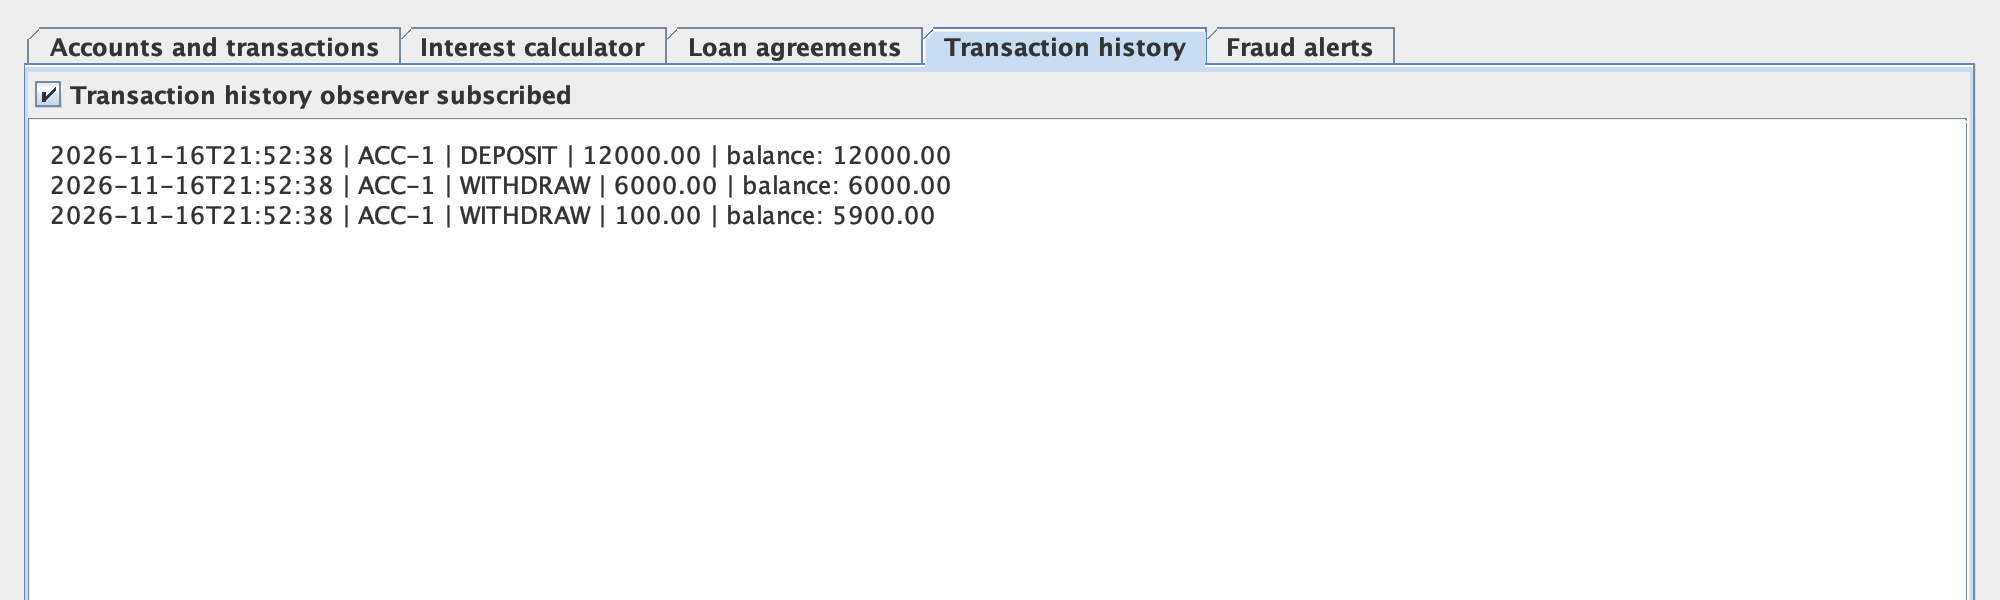 Accounts and transactions Interest calculator Loan agreements Transaction history Fraud alerts
Transaction history observer subscribed
2026-11-16T21:52:38 | ACC-1 | DEPOSIT | 12000.00 | balance: 12000.00
2026-11-16T21:52:38 | ACC-1 | WITHDRAW | 6000.00 | balance: 6000.00
2026-11-16T21:52:38 | ACC-1 | WITHDRAW | 100.00 | balance: 5900.00